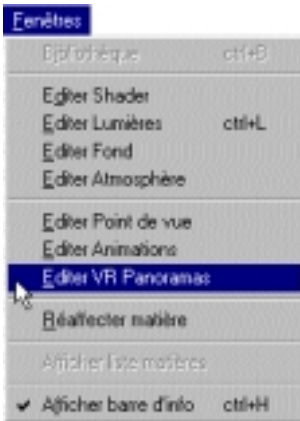 Fenêtres
Bibliothèque ctrl+B
Editer Shader
Editer Lumières ctrl+L
Editer Fond
Editer Atmosphère
Editer Point de vue
Editer Animations
Editer VR Panoramas
Réaffecter matière
Afficher liste matières
Afficher barre d'info ctrl+H